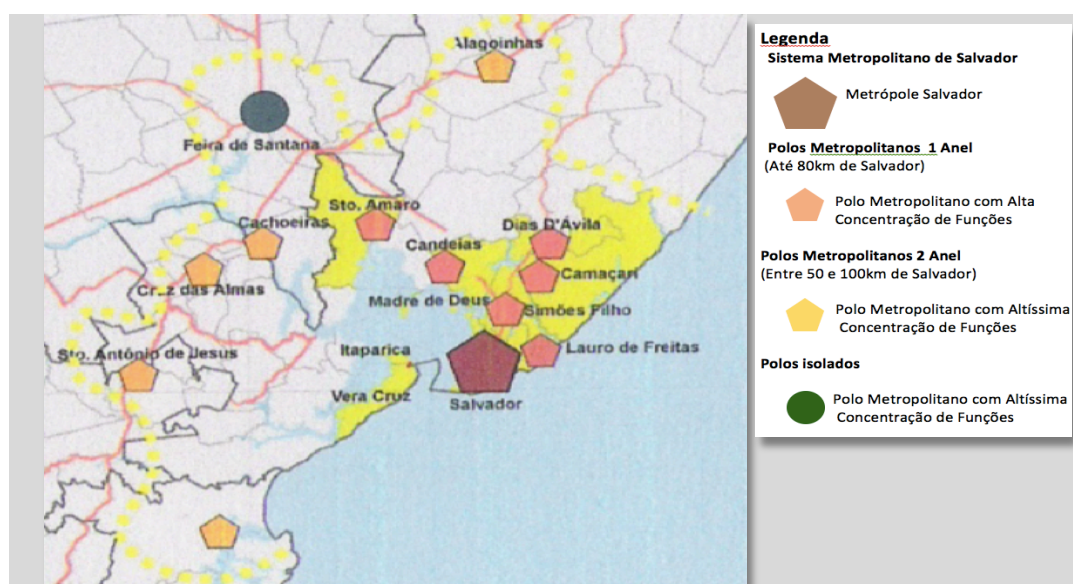 Alagoinhas
Feira de Santana
Sto. Amaro
Cachoeiras
Dias D'Ávila
Candeias
Camaçari
Cruz das Almas
Madre de Deus
Simões Filho
Sto. Antônio de Jesus
Itaparica
Lauro de Freitas
Vera Cruz
Salvador
Legenda
Sistema Metropolitano de Salvador
Metrópole Salvador
Polos Metropolitanos 1 Anel
(Até 80km de Salvador)
Polo Metropolitano com Alta
Concentração de Funções
Polos Metropolitanos 2 Anel
(Entre 50 e 100km de Salvador)
Polo Metropolitano com Altíssima
Concentração de Funções
Polos isolados
Polo Metropolitano com Altíssima
Concentração de Funções